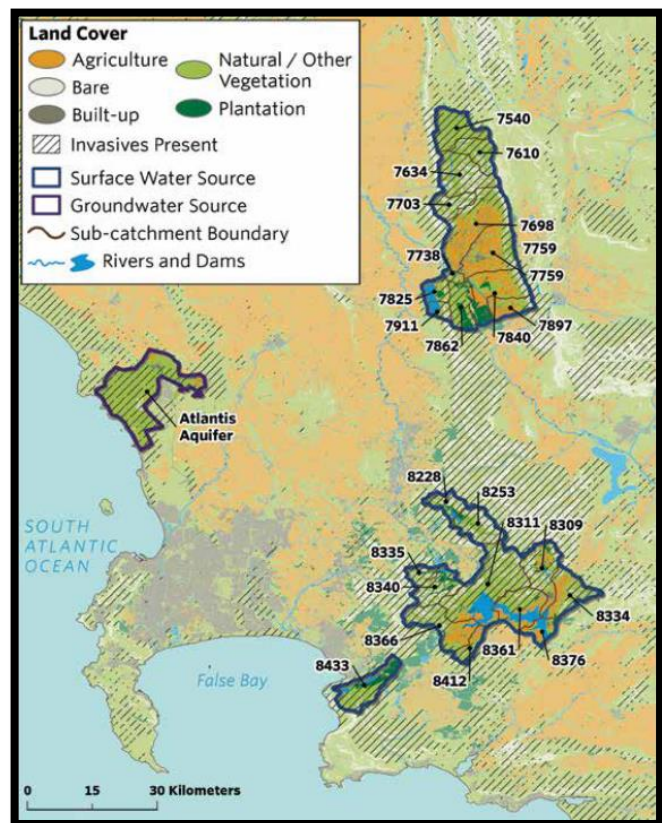 Land Cover
Agriculture
Bare
Built-up
Natural / Other
Vegetation
Plantation
Invasives Present
Surface Water Source
Groundwater Source
Sub-catchment Boundary
Rivers and Dams
7540
7610
7634
7703
7698
7738
7759
7759
7825
7911
7862
7840
7897
Atlantis
Aquifer
8228
8253
8311
8309
SOUTH
ATLANTIC
OCEAN
8335
8340
8334
8366
8361
8376
8412
8433
False Bay
0 15 30 Kilometers